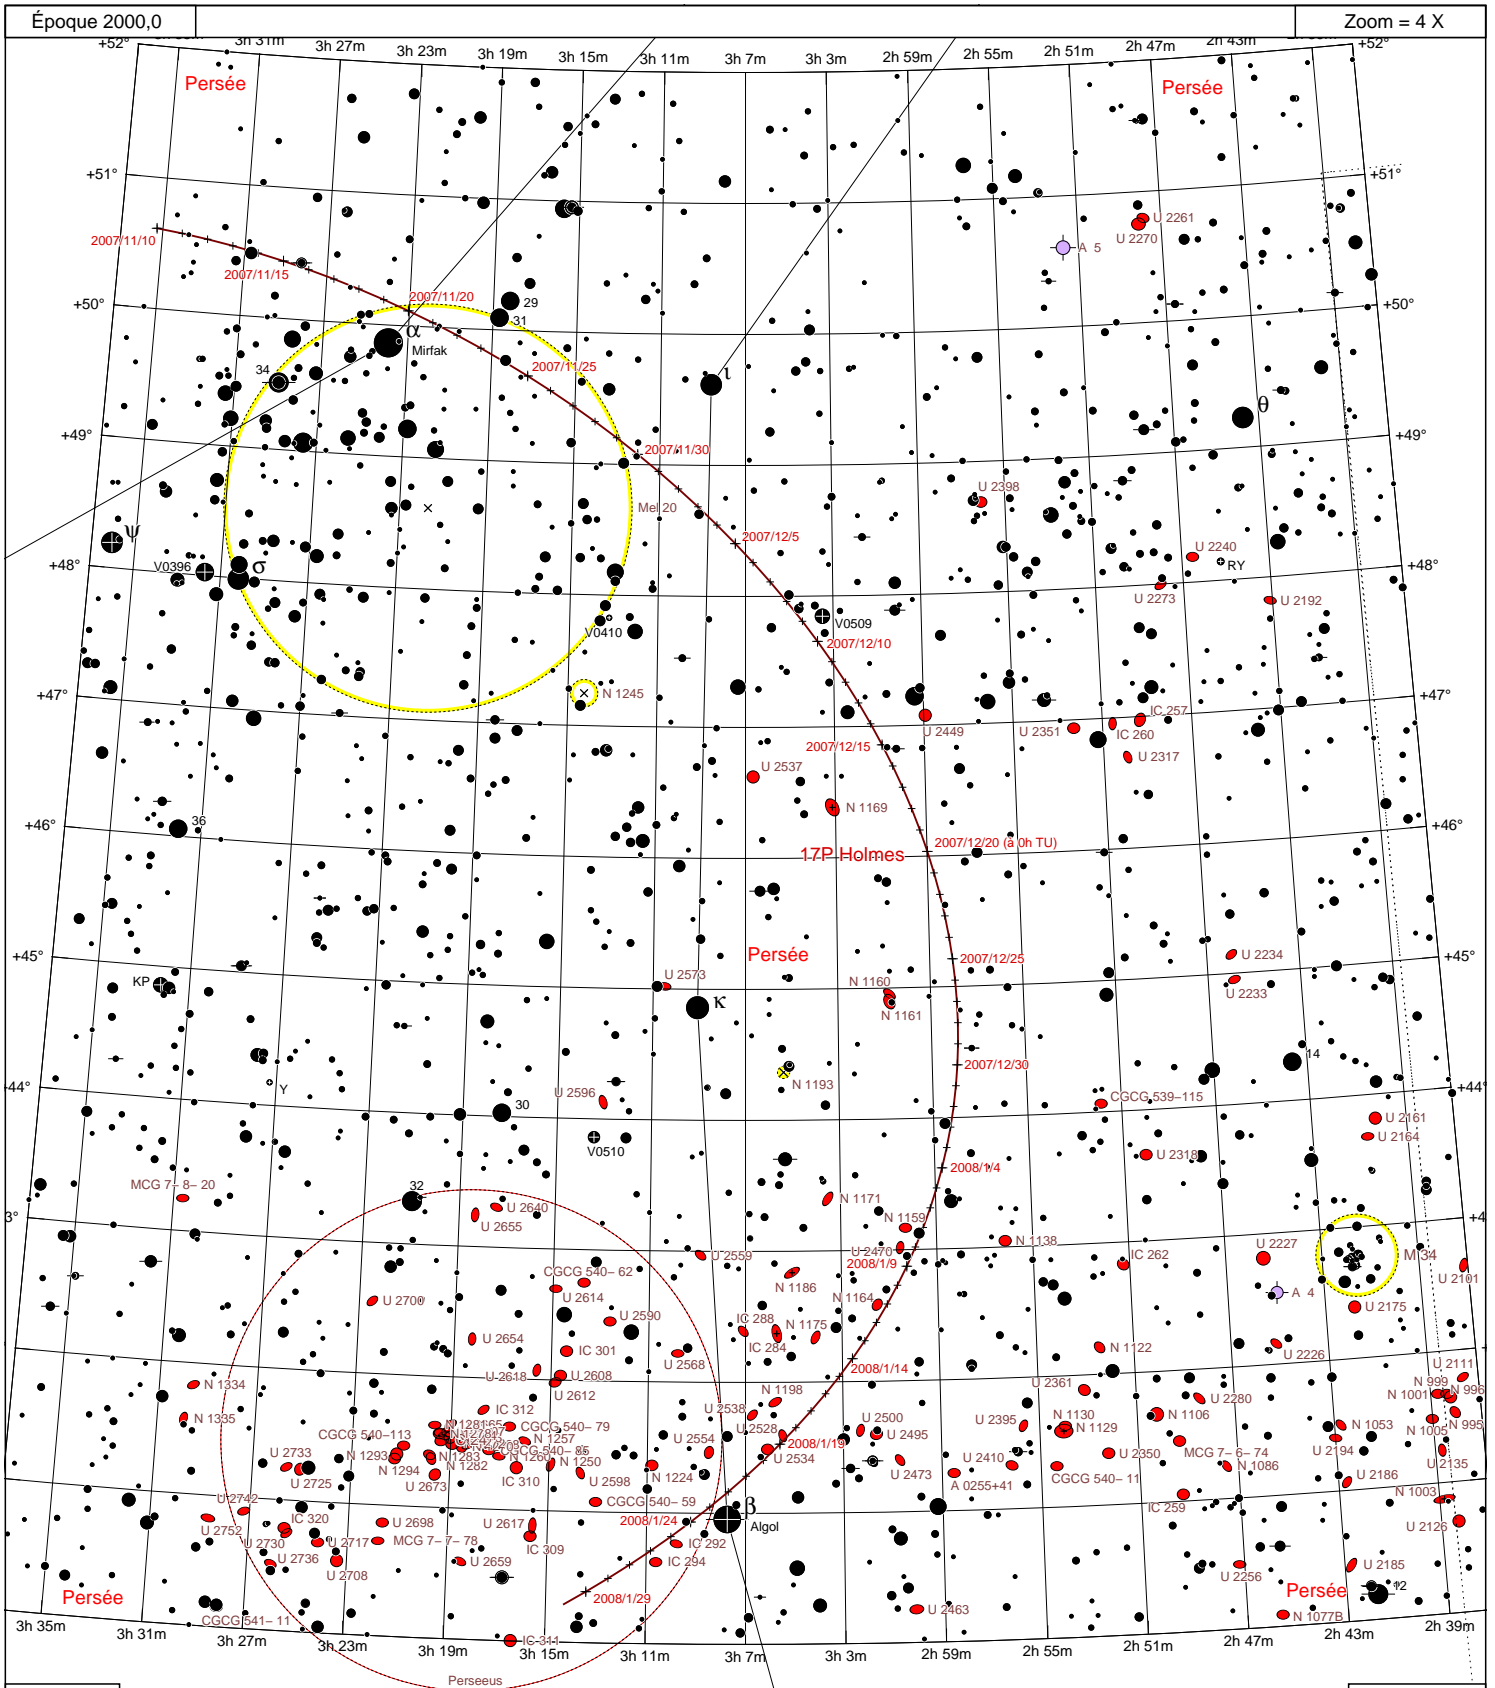 Époque 2000,0
Zoom = 4 X
+52°
3h 31m
3h 27m
3h 23m
3h 19m
3h 15m
3h 11m
3h 7m
3h 3m
2h 59m
2h 55m
2h 51m
2h 47m
2h 43m
+52°
Persée
Persée
+51°
+51°
U 2261
U 2270
A 5
2007/11/10
2007/11/15
2007/11/20
+50°
+50°
29
31
α
Mirfak
34
2007/11/25
ι
θ
+49°
+49°
2007/11/30
U 2398
Mel 20
2007/12/5
ψ
V0396
σ
+48°
+48°
U 2240
RY
U 2273
U 2192
V0410
V0509
2007/12/10
+47°
+47°
N 1245
IC 257
U 2449
U 2351
IC 260
U 2317
2007/12/15
U 2537
N 1169
36
+46°
+46°
2007/12/20 (à 0h TU)
17P Holmes
Persée
+45°
+45°
2007/12/25
U 2234
U 2233
KP
U 2573
N 1160
N 1161
κ
14
2007/12/30
N 1193
Y
44°
+44°
U 2596
30
CGCG 539–115
U 2161
U 2164
V0510
U 2318
2008/1/4
MCG 7– 8– 20
32
U 2640
U 2655
N 1171
N 1159
3°
N 1138
U 2470
U 2559
IC 262
U 2227
M 34
2008/1/9
U 2101
CGCG 540– 62
U 2614
N 1186
A 4
U 2175
U 2700
U 2590
N 1164
IC 288
N 1175
IC 284
U 2654
IC 301
U 2568
N 1122
U 2226
2008/1/14
U 2618
U 2608
U 2612
U 2111
N 1334
U 2361
N 999
N 1001
N 996
N 1198
U 2280
IC 312
U 2538
N 1335
U 2528
U 2500
U 2495
U 2395
N 1130
N 1129
N 1106
N 1053
N 995
N 1005
CGCG 540– 79
N 1257
CGCG 540–113
N 1293
N 1283
N 1282
N 1294
U 2554
2008/1/19
U 2534
U 2350
MCG 7– 6– 74
U 2194
U 2135
U 2733
U 2725
U 2673
IC 310
N 1250
U 2598
N 1224
U 2473
U 2410
A 0255+41
CGCG 540– 11
N 1086
U 2186
N 1003
IC 259
U 2742
U 2752
IC 320
U 2730
U 2698
U 2717
MCG 7– 7– 78
U 2617
IC 309
CGCG 540– 59
2008/1/24
β
Algol
IC 292
IC 294
U 2126
U 2736
U 2708
U 2659
U 2256
U 2185
12
Persée
2008/1/29
Persée
CGCG 541– 11
U 2463
N 1077B
IC 311
3h 35m
3h 31m
3h 27m
3h 23m
3h 19m
3h 15m
3h 11m
3h 7m
3h 3m
2h 59m
2h 55m
2h 51m
2h 47m
2h 43m
2h 39m
Perseeus